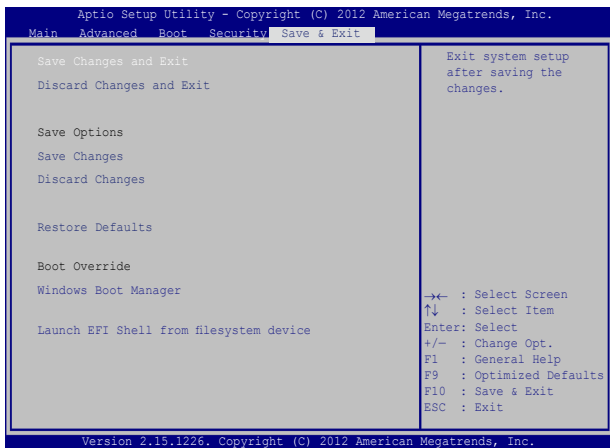 Aptio Setup Utility - Copyright (C) 2012 American Megatrends, Inc.
Main Advanced Boot Security Save & Exit
Save Changes and Exit
Discard Changes and Exit
Save Options
Save Changes
Discard Changes
Restore Defaults
Boot Override
Windows Boot Manager
Launch EFI Shell from filesystem device
Exit system setup
after saving the
changes.
→← : Select Screen
↑↓ : Select Item
Enter: Select
+/— : Change Opt.
F1 : General Help
F9 : Optimized Defaults
F10 : Save & Exit
ESC : Exit
Version 2.15.1226. Copyright (C) 2012 American Megatrends, Inc.